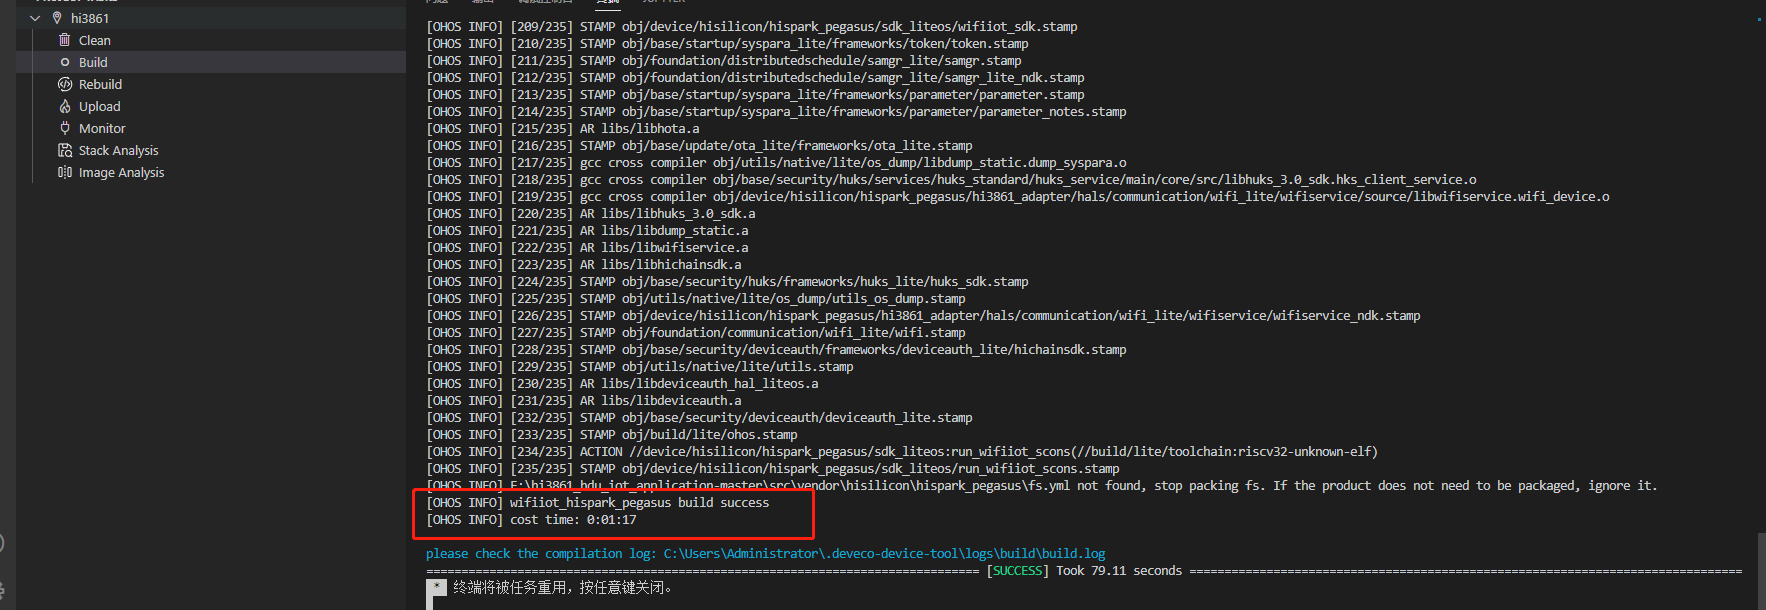 hi3861
Clean
Build
Rebuild
Upload
Monitor
Stack Analysis
Image Analysis
[OHOS INFO] [209/235] STAMP obj/device/hisilicon/hispark_pegasus/sdk_liteos/wifiiot_sdk.stamp
[OHOS INFO] [210/235] STAMP obj/base/startup/syspara_lite/frameworks/token/token.stamp
[OHOS INFO] [211/235] STAMP obj/foundation/distributedschedule/samgr_lite/samgr.stamp
[OHOS INFO] [212/235] STAMP obj/foundation/distributedschedule/samgr_lite/samgr_lite_ndk.stamp
[OHOS INFO] [213/235] STAMP obj/base/startup/syspara_lite/frameworks/parameter/parameter.stamp
[OHOS INFO] [214/235] STAMP obj/base/startup/syspara_lite/frameworks/parameter/parameter_notes.stamp
[OHOS INFO] [215/235] AR libs/libhota.a
[OHOS INFO] [216/235] STAMP obj/base/update/ota_lite/frameworks/ota_lite.stamp
[OHOS INFO] [217/235] gcc cross compiler obj/utils/native/lite/os_dump/libdump_static.dump_syspara.o
[OHOS INFO] [218/235] gcc cross compiler obj/base/security/huks/services/huks_standard/huks_service/main/core/src/libhuks_3.0_sdk.hks_client_service.o
[OHOS INFO] [219/235] gcc cross compiler obj/device/hisilicon/hispark_pegasus/hi3861_adapter/hals/communication/wifi_lite/wifiservice/source/libwifiservice.wifi_device.o
[OHOS INFO] [220/235] AR libs/libhuks_3.0_sdk.a
[OHOS INFO] [221/235] AR libs/libdump_static.a
[OHOS INFO] [222/235] AR libs/libwifiservice.a
[OHOS INFO] [223/235] AR libs/libhichainsdk.a
[OHOS INFO] [224/235] STAMP obj/base/security/huks/frameworks/huks_lite/huks_sdk.stamp
[OHOS INFO] [225/235] STAMP obj/utils/native/lite/os_dump/utils_os_dump.stamp
[OHOS INFO] [226/235] STAMP obj/device/hisilicon/hispark_pegasus/hi3861_adapter/hals/communication/wifi_lite/wifiservice/wifiservice_ndk.stamp
[OHOS INFO] [227/235] STAMP obj/foundation/communication/wifi_lite/wifi.stamp
[OHOS INFO] [228/235] STAMP obj/base/security/deviceauth/frameworks/deviceauth_lite/hichainsdk.stamp
[OHOS INFO] [229/235] STAMP obj/utils/native/lite/utils.stamp
[OHOS INFO] [230/235] AR libs/libdeviceauth_hal_liteos.a
[OHOS INFO] [231/235] AR libs/libdeviceauth.a
[OHOS INFO] [232/235] STAMP obj/base/security/deviceauth/deviceauth_lite.stamp
[OHOS INFO] [233/235] STAMP obj/build/lite/ohos.stamp
[OHOS INFO] [234/235] ACTION //device/hisilicon/hispark_pegasus/sdk_liteos:run_wifiiot_scons(//build/lite/toolchain:riscv32-unknown-elf)
[OHOS INFO] [235/235] STAMP obj/device/hisilicon/hispark_pegasus/sdk_liteos/run_wifiiot_scons.stamp
[OHOS INFO] F:\hi3861_hdu_iot_application-master\src\vendor\hisilicon\hispark_pegasus\fs.yml not found, stop packing fs. If the product does not need to be packaged, ignore it.
[OHOS INFO] wifiiot_hispark_pegasus build success
[OHOS INFO] cost time: 0:01:17
please check the compilation log: C:\Users\Administrator\.deveco-device-tool\logs\build\build.log
=============================================================================== [SUCCESS] Took 79.11 seconds ===============================================================================
* 终端将被任务重用，按任意键关闭。